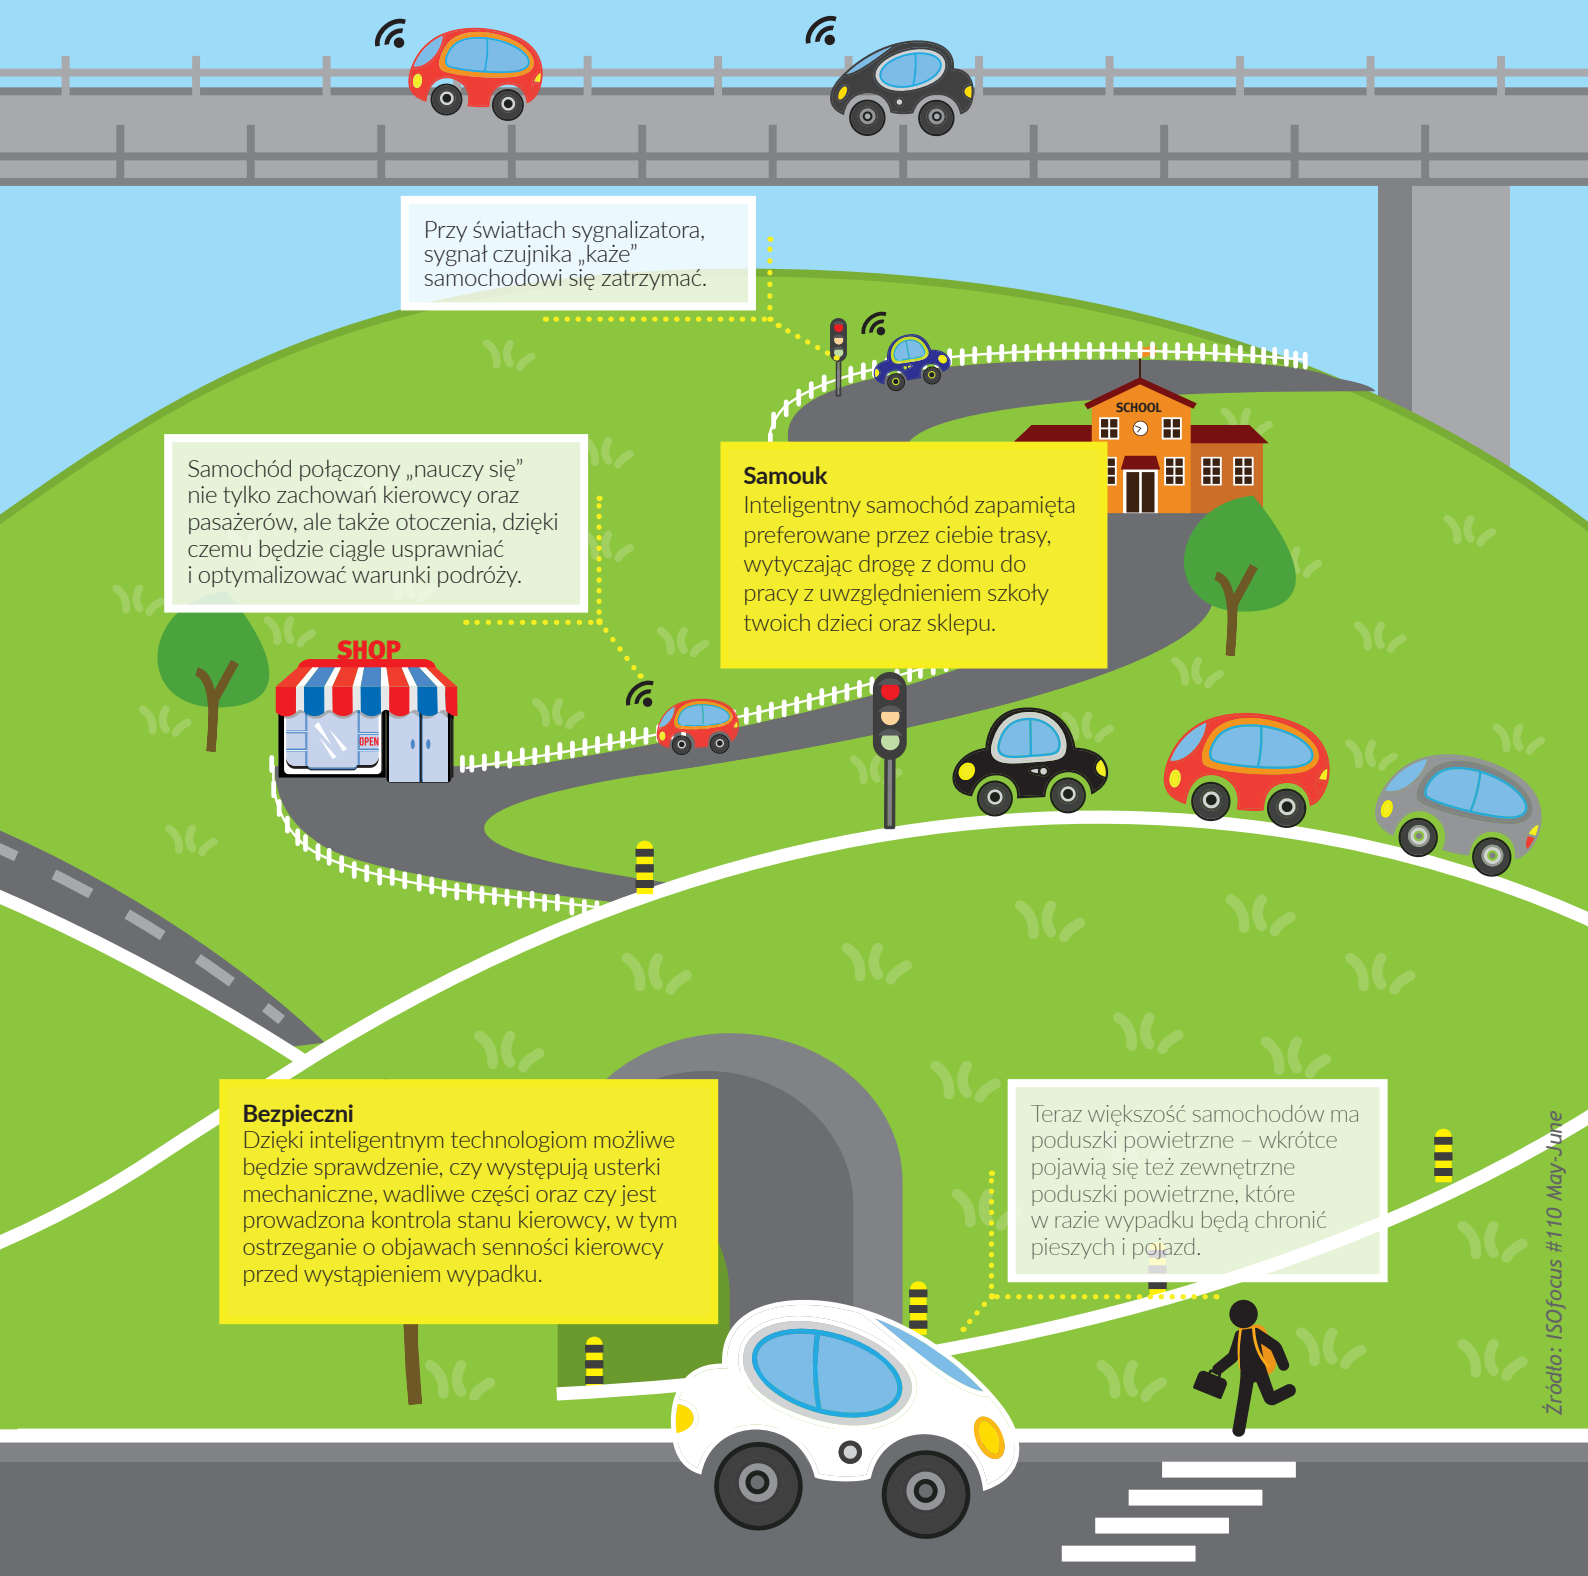 Przy światłach sygnalizatora,
sygnał czujnika „każe”
samochodowi się zatrzymać.
SCHOOL
Samochód połączony „nauczy się”
nie tylko zachowań kierowcy oraz
pasażerów, ale także otoczenia, dzięki
czemu będzie ciągle usprawniać
i optymalizować warunki podróży.
Samouk
Inteligentny samochód zapamięta
preferowane przez ciebie trasy,
wytyczając drogę z domu do
pracy z uwzględnieniem szkoły
twoich dzieci oraz sklepu.
SHOP
OPEN
Bezpieczni
Dzięki inteligentnym technologiom możliwe
będzie sprawdzenie, czy występują usterki
mechaniczne, wadliwe części oraz czy jest
prowadzona kontrola stanu kierowcy, w tym
ostrzeganie o objawach senności kierowcy
przed wystąpieniem wypadku.
Teraz większość samochodów ma
poduszki powietrzne – wkrótce
pojawią się też zewnętrzne
poduszki powietrzne, które
w razie wypadku będą chronić
pieszych i pojazd.
Źródło: ISOfocus #110 May-June